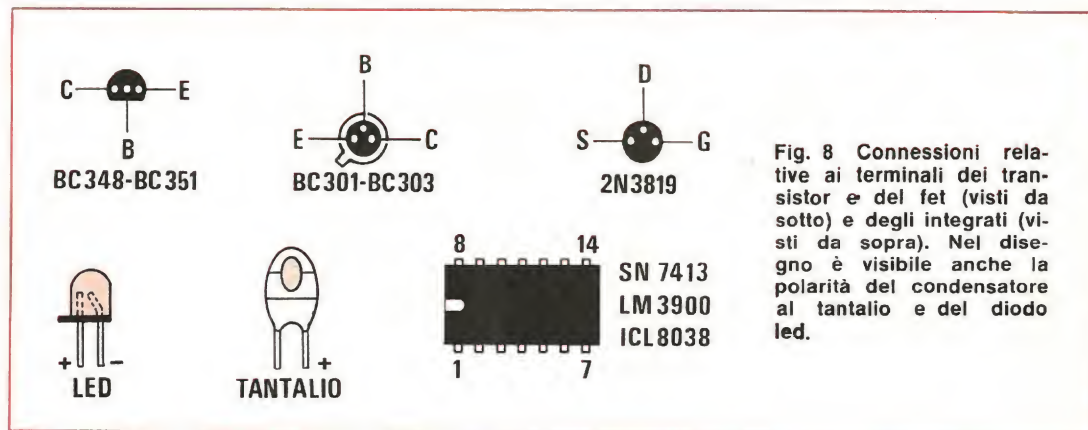 C E
B
BC348-BC351
B
E C
BC301-BC303
D
S G
2N3819
+ -
LED
+
TANTALIO
8 14
1 7
SN 7413
LM 3900
ICL8038
Fig. 8 Connessioni rela-
tive ai terminali dei tran-
sistor e del fet (visti da
sotto) e degli integrati (vi-
sti da sopra). Nel dise-
gno è visibile anche la
polarità del condensatore
al tantalio e del diodo
led.